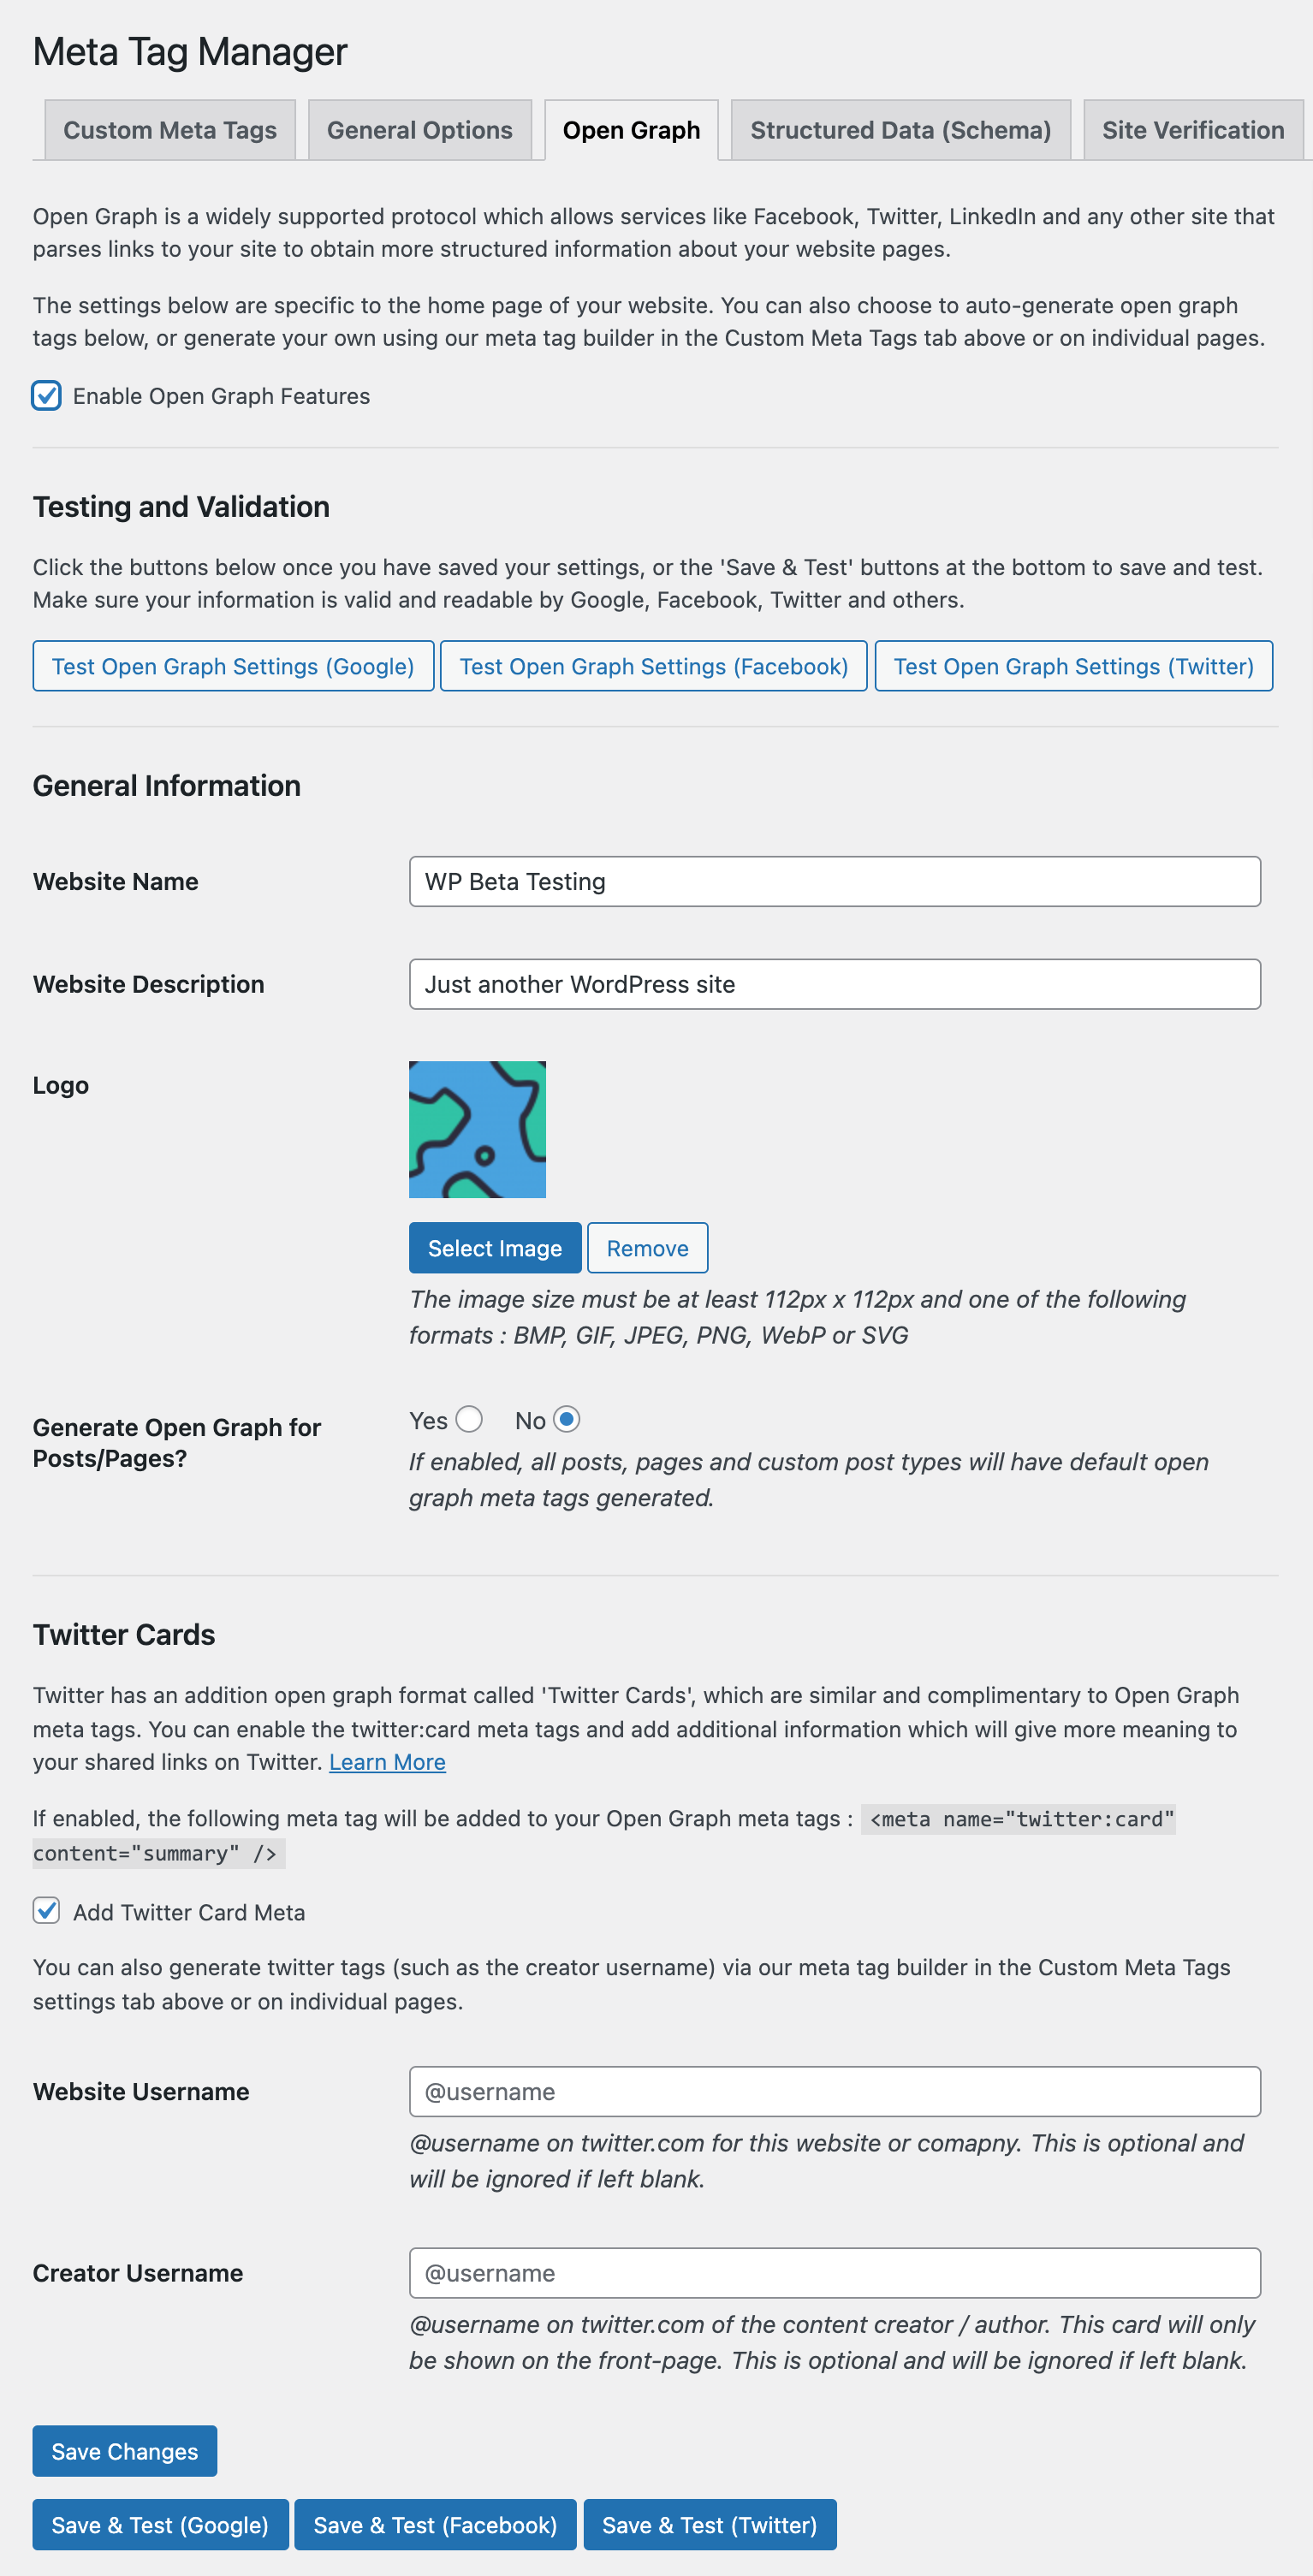 Meta Tag Manager
Custom Meta Tags
General Options
Open Graph
Structured Data (Schema)
Site Verification
Open Graph is a widely supported protocol which allows services like Facebook, Twitter, LinkedIn and any other site that
parses links to your site to obtain more structured information about your website pages.
The settings below are specific to the home page of your website. You can also choose to auto-generate open graph
tags below, or generate your own using our meta tag builder in the Custom Meta Tags tab above or on individual pages.
Enable Open Graph Features
Testing and Validation
Click the buttons below once you have saved your settings, or the 'Save & Test' buttons at the bottom to save and test.
Make sure your information is valid and readable by Google, Facebook, Twitter and others.
Test Open Graph Settings (Google)
Test Open Graph Settings (Facebook)
Test Open Graph Settings (Twitter)
General Information
Website Name
WP Beta Testing
Website Description
Just another WordPress site
Logo
Select Image
Remove
The image size must be at least 112px x 112px and one of the following
formats : BMP, GIF, JPEG, PNG, WebP or SVG
Generate Open Graph for
Posts/Pages?
Yes
No
If enabled, all posts, pages and custom post types will have default open
graph meta tags generated.
Twitter Cards
Twitter has an addition open graph format called 'Twitter Cards', which are similar and complimentary to Open Graph
meta tags. You can enable the twitter:card meta tags and add additional information which will give more meaning to
your shared links on Twitter. Learn More
If enabled, the following meta tag will be added to your Open Graph meta tags : <meta name="twitter:card"
content="summary" />
Add Twitter Card Meta
You can also generate twitter tags (such as the creator username) via our meta tag builder in the Custom Meta Tags
settings tab above or on individual pages.
Website Username
@username
@username on twitter.com for this website or comapny. This is optional and
will be ignored if left blank.
Creator Username
@username
@username on twitter.com of the content creator / author. This card will only
be shown on the front-page. This is optional and will be ignored if left blank.
Save Changes
Save & Test (Google)
Save & Test (Facebook)
Save & Test (Twitter)